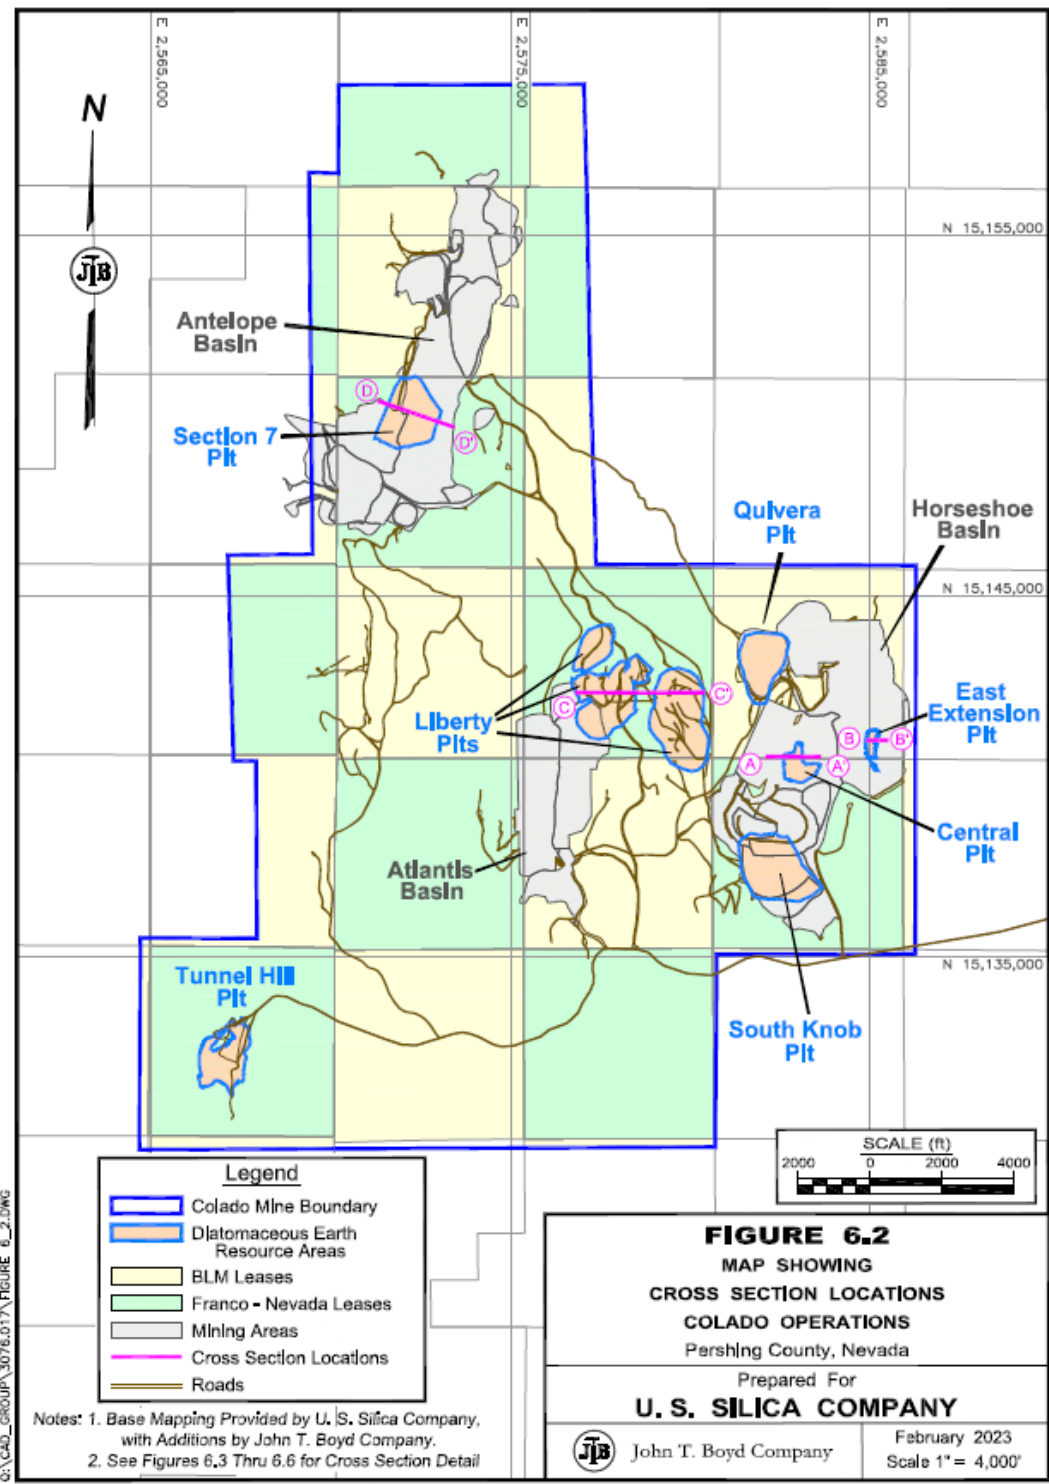 E 2,565,000
E 2,575,000
E 2,585,000
N
JTB
N 15,155,000
Antelope
Basin
D
D'
Section 7
Pit
Quivera
Pit
Horseshoe
Basin
N 15,145,000
East
Extension
Pit
C
C'
Liberty
Pits
B
B'
A
A'
Central
Pit
Atlantis
Basin
N 15,135,000
Tunnel Hill
Pit
South Knob
Pit
SCALE (ft)
2000 0 2000 4000
Legend
Colado Mine Boundary
Diatomaceous Earth
Resource Areas
BLM Leases
Franco - Nevada Leases
Mining Areas
Cross Section Locations
Roads
Notes: 1. Base Mapping Provided by U. S. Silica Company,
with Additions by John T. Boyd Company.
2. See Figures 6.3 Thru 6.6 for Cross Section Detail
FIGURE 6.2
MAP SHOWING
CROSS SECTION LOCATIONS
COLADO OPERATIONS
Pershing County, Nevada
Prepared For
U. S. SILICA COMPANY
JTB
John T. Boyd Company
February 2023
Scale 1" = 4,000'
Q:\CAD_GROUP\3076.017\FIGURE 6_2.DWG